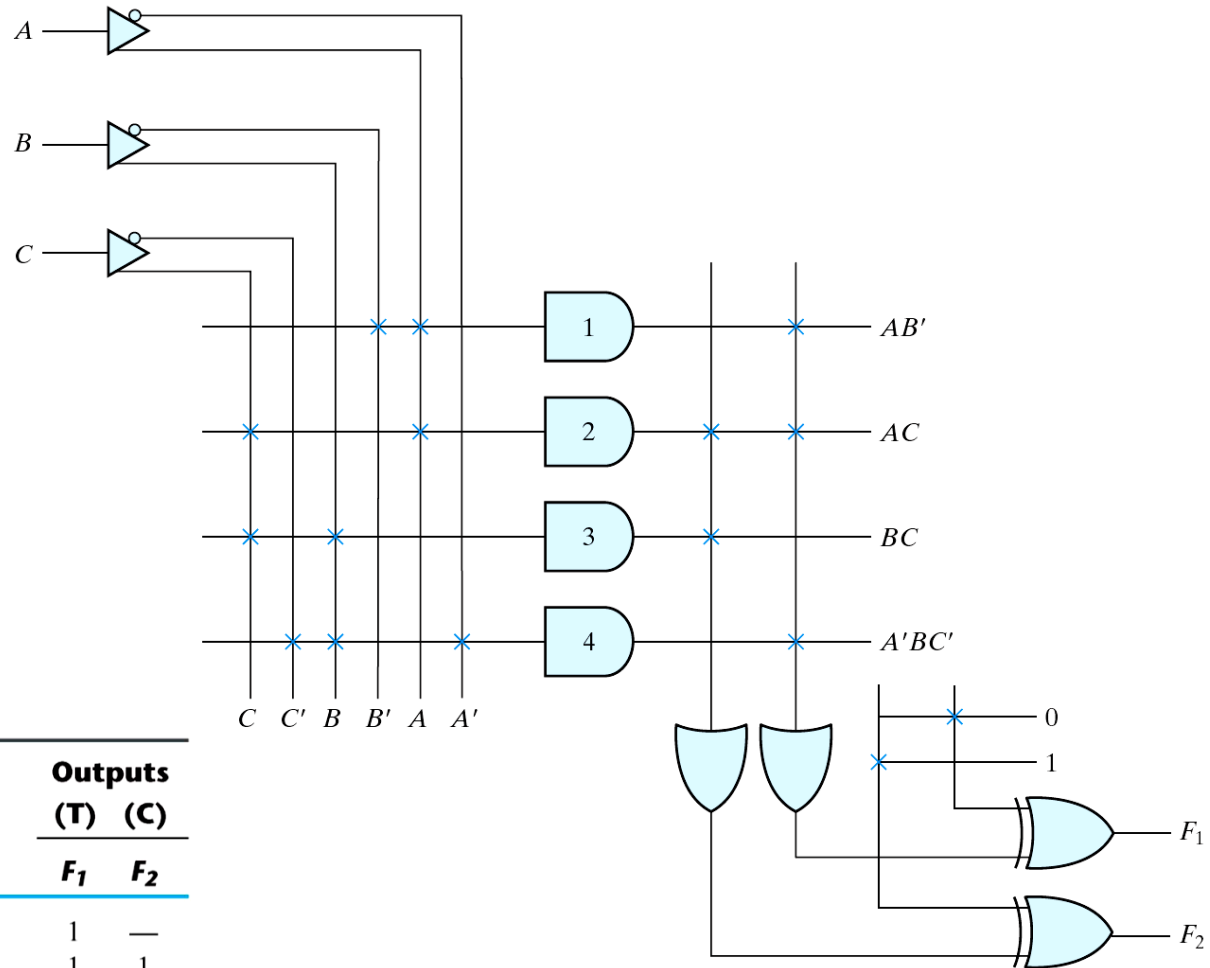 A
B
C
1
AB′
2
AC
3
BC
4
A′BC′
C C′ B B′ A A′
0
1
F₁
F₂
Outputs
(T) (C)
F₁ F₂
1 —
1 1